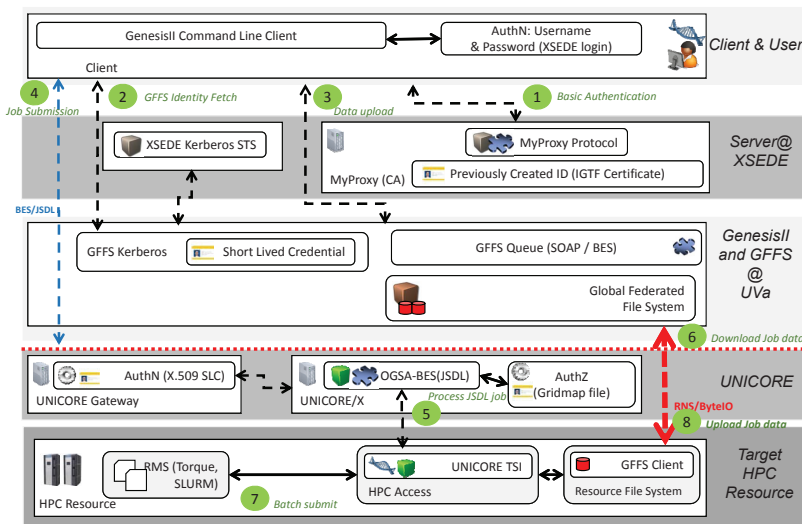 GenesisII Command Line Client
AuthN: Username
& Password (XSEDE login)
Client & User
Client
4
Job Submission
2
GFFS Identity Fetch
3
Data upload
1
Basic Authentication
XSEDE Kerberos STS
MyProxy Protocol
MyProxy (CA)
Previously Created ID (IGTF Certificate)
Server@
XSEDE
BES/JSDL
GFFS Kerberos
Short Lived Credential
GFFS Queue (SOAP / BES)
Global Federated
File System
GenesisII
and GFFS
@
UVa
6
Download Job data
AuthN (X.509 SLC)
UNICORE Gateway
OGSA-BES(JSDL)
UNICORE/X
Process JSDL job
AuthZ
(Gridmap file)
UNICORE
5
RNS/ByteIO
8
Upload Job data
RMS (Torque,
SLURM)
HPC Resource
7
Batch submit
UNICORE TSI
HPC Access
GFFS Client
Resource File System
Target
HPC
Resource